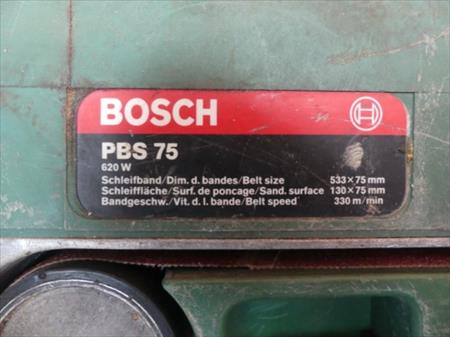 BOSCH
PBS 75
620 W
Schleifband/Dim. d. bandes/Belt size 533×75 mm
Schleiffläche/Surf. de poncage/Sand. surface 130×75 mm
Bandgeschw./Vit. d. l. bande/Belt speed 330 m/min